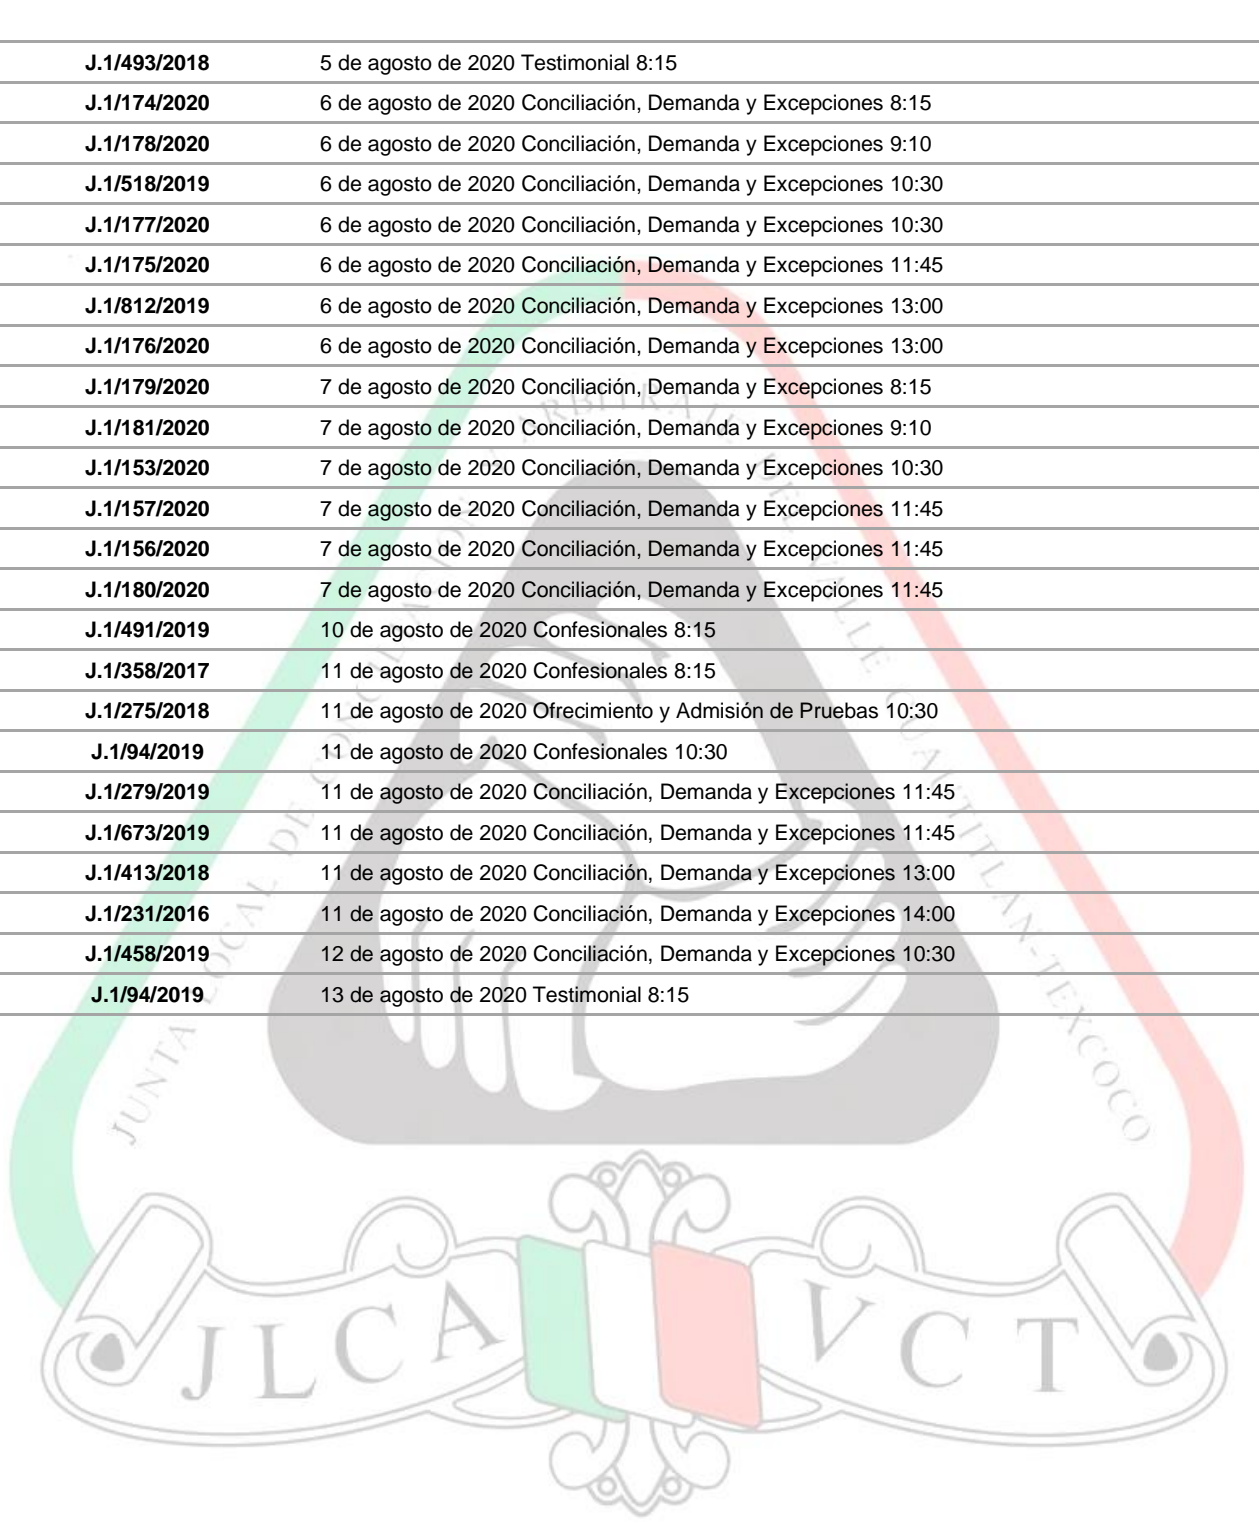 J.1/493/2018 5 de agosto de 2020 Testimonial 8:15
J.1/174/2020 6 de agosto de 2020 Conciliación, Demanda y Excepciones 8:15
J.1/178/2020 6 de agosto de 2020 Conciliación, Demanda y Excepciones 9:10
J.1/518/2019 6 de agosto de 2020 Conciliación, Demanda y Excepciones 10:30
J.1/177/2020 6 de agosto de 2020 Conciliación, Demanda y Excepciones 10:30
J.1/175/2020 6 de agosto de 2020 Conciliación, Demanda y Excepciones 11:45
J.1/812/2019 6 de agosto de 2020 Conciliación, Demanda y Excepciones 13:00
J.1/176/2020 6 de agosto de 2020 Conciliación, Demanda y Excepciones 13:00
J.1/179/2020 7 de agosto de 2020 Conciliación, Demanda y Excepciones 8:15
J.1/181/2020 7 de agosto de 2020 Conciliación, Demanda y Excepciones 9:10
J.1/153/2020 7 de agosto de 2020 Conciliación, Demanda y Excepciones 10:30
J.1/157/2020 7 de agosto de 2020 Conciliación, Demanda y Excepciones 11:45
J.1/156/2020 7 de agosto de 2020 Conciliación, Demanda y Excepciones 11:45
J.1/180/2020 7 de agosto de 2020 Conciliación, Demanda y Excepciones 11:45
J.1/491/2019 10 de agosto de 2020 Confesionales 8:15
J.1/358/2017 11 de agosto de 2020 Confesionales 8:15
J.1/275/2018 11 de agosto de 2020 Ofrecimiento y Admisión de Pruebas 10:30
J.1/94/2019 11 de agosto de 2020 Confesionales 10:30
J.1/279/2019 11 de agosto de 2020 Conciliación, Demanda y Excepciones 11:45
J.1/673/2019 11 de agosto de 2020 Conciliación, Demanda y Excepciones 11:45
J.1/413/2018 11 de agosto de 2020 Conciliación, Demanda y Excepciones 13:00
J.1/231/2016 11 de agosto de 2020 Conciliación, Demanda y Excepciones 14:00
J.1/458/2019 12 de agosto de 2020 Conciliación, Demanda y Excepciones 10:30
J.1/94/2019 13 de agosto de 2020 Testimonial 8:15
JUNTA LOCAL DE CONCILIACION Y ARBITRAJE DEL VALLE CUAUTITLAN-TEXCOCO
JLCA VCT